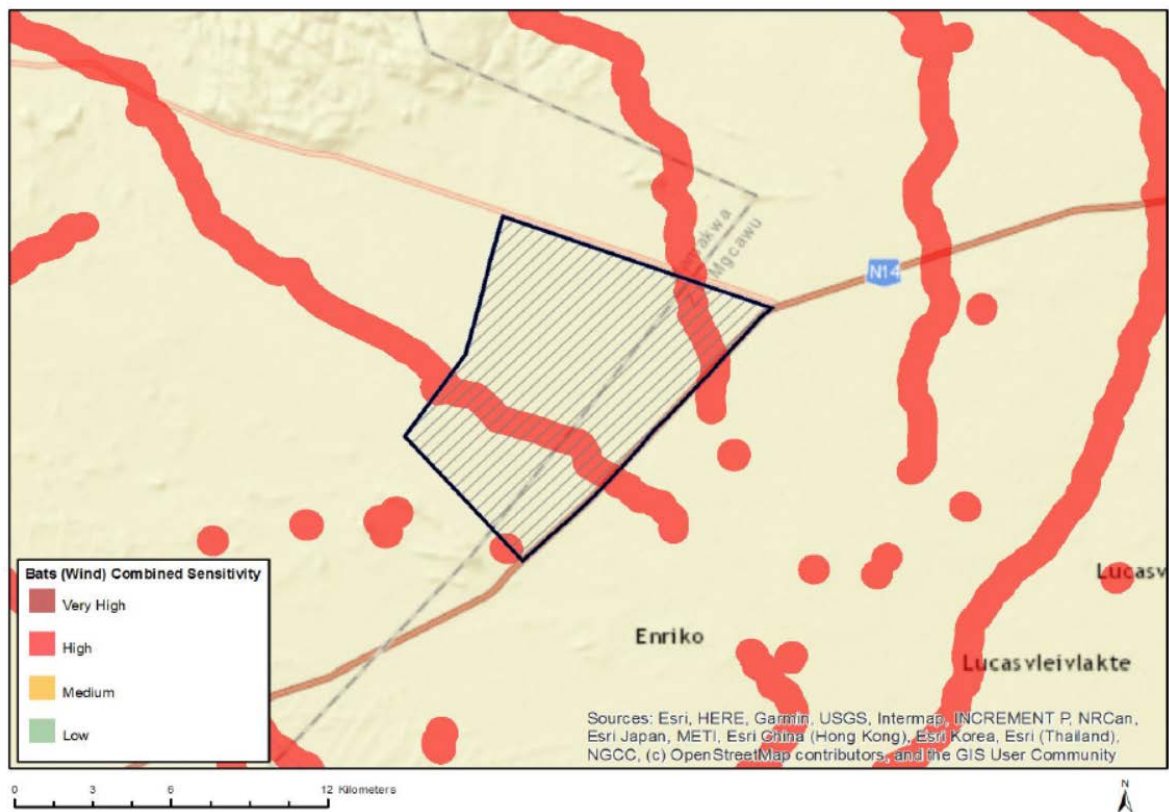 amakwa
Mgcawu
N14
Lucasv
Enriko
Lucasvleivlakte
Bats (Wind) Combined Sensitivity
Very High
High
Medium
Low
Sources: Esri, HERE, Garmin, USGS, Intermap, INCREMENT P, NRCan,
Esri Japan, METI, Esri China (Hong Kong), Esri Korea, Esri (Thailand),
NGCC, (c) OpenStreetMap contributors, and the GIS User Community
0 3 6 12 Kilometers
N